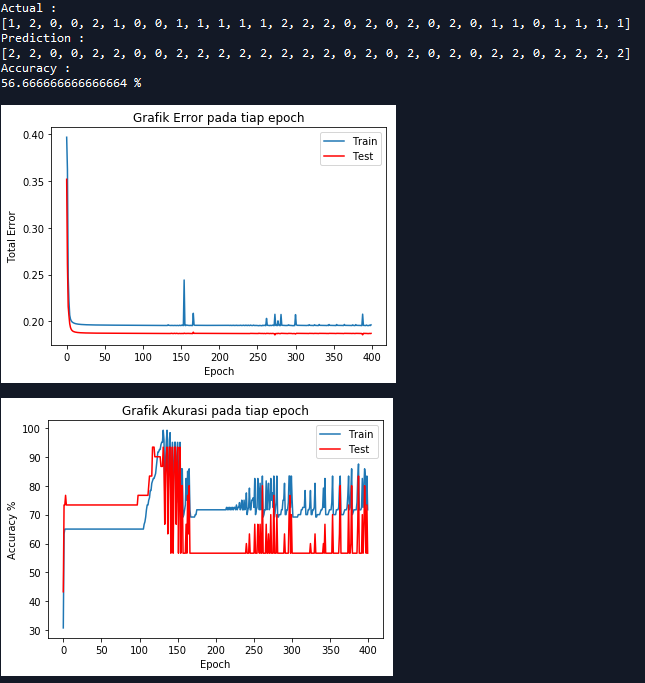 Actual :
[1, 2, 0, 0, 2, 1, 0, 0, 1, 1, 1, 1, 1, 2, 2, 2, 0, 2, 0, 2, 0, 2, 0, 1, 1, 0, 1, 1, 1, 1]
Prediction :
[2, 2, 0, 0, 2, 2, 0, 0, 2, 2, 2, 2, 2, 2, 2, 2, 0, 2, 0, 2, 0, 2, 0, 2, 2, 0, 2, 2, 2, 2]
Accuracy :
56.666666666666664 %
Grafik Error pada tiap epoch
Train
Test
Total Error
0.40
0.35
0.30
0.25
0.20
0 50 100 150 200 250 300 350 400
Epoch
Grafik Akurasi pada tiap epoch
Train
Test
Accuracy %
100
90
80
70
60
50
40
30
0 50 100 150 200 250 300 350 400
Epoch